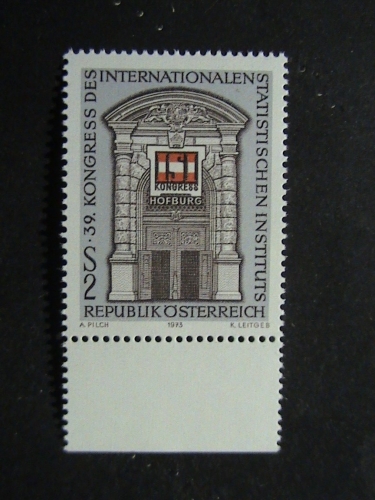 2 S · 39. KONGRESS DES
INTERNATIONALEN
STATISTISCHEN INSTITUTS
ISI
KONGRESS
HOFBURG
REPUBLIK ÖSTERREICH
A. PILCH 1973 K. LEITGEB